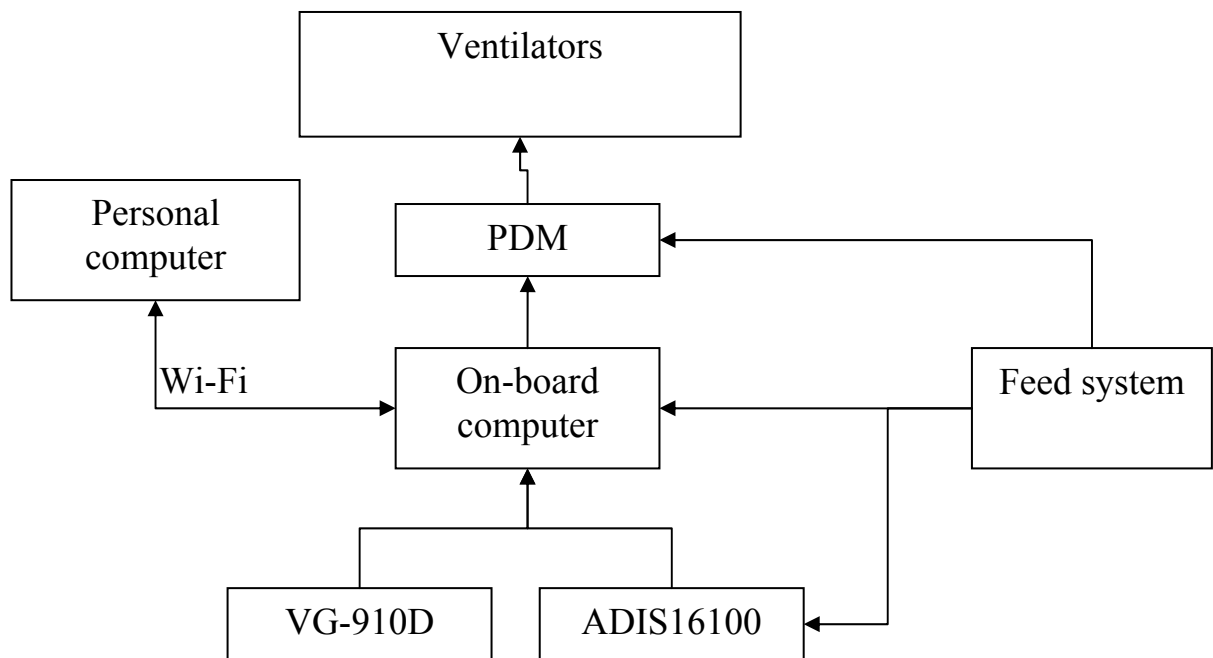 Ventilators
Personal
computer
PDM
Wi-Fi
On-board
computer
Feed system
VG-910D
ADIS16100